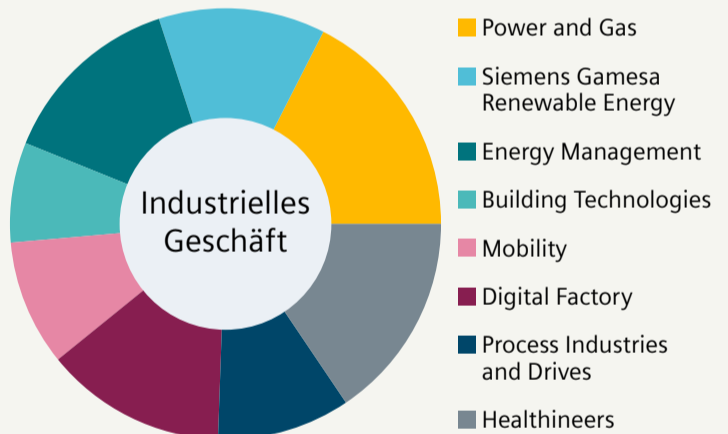 Industrielles
Geschäft
Power and Gas
Siemens Gamesa
Renewable Energy
Energy Management
Building Technologies
Mobility
Digital Factory
Process Industries
and Drives
Healthineers